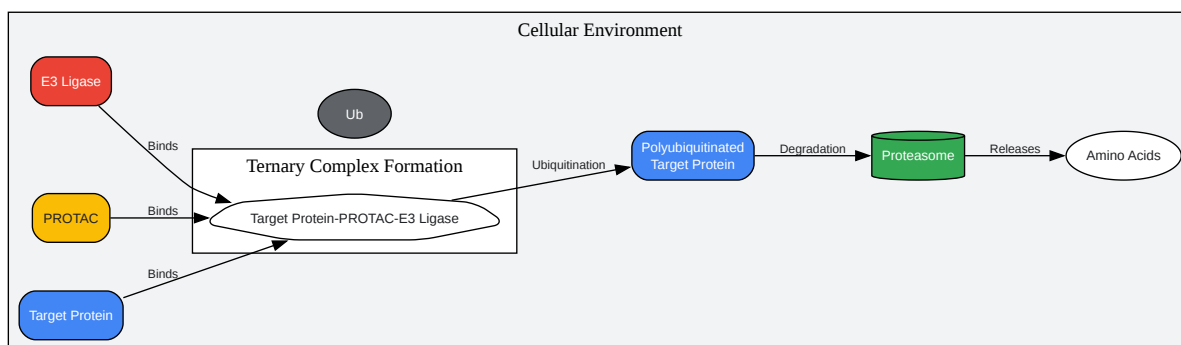 Cellular Environment
E3 Ligase
Ub
Binds
Ternary Complex Formation
Ubiquitination
Polyubiquitinated
Target Protein
Degradation
Proteasome
Releases
Amino Acids
PROTAC
Binds
Target Protein-PROTAC-E3 Ligase
Binds
Target Protein